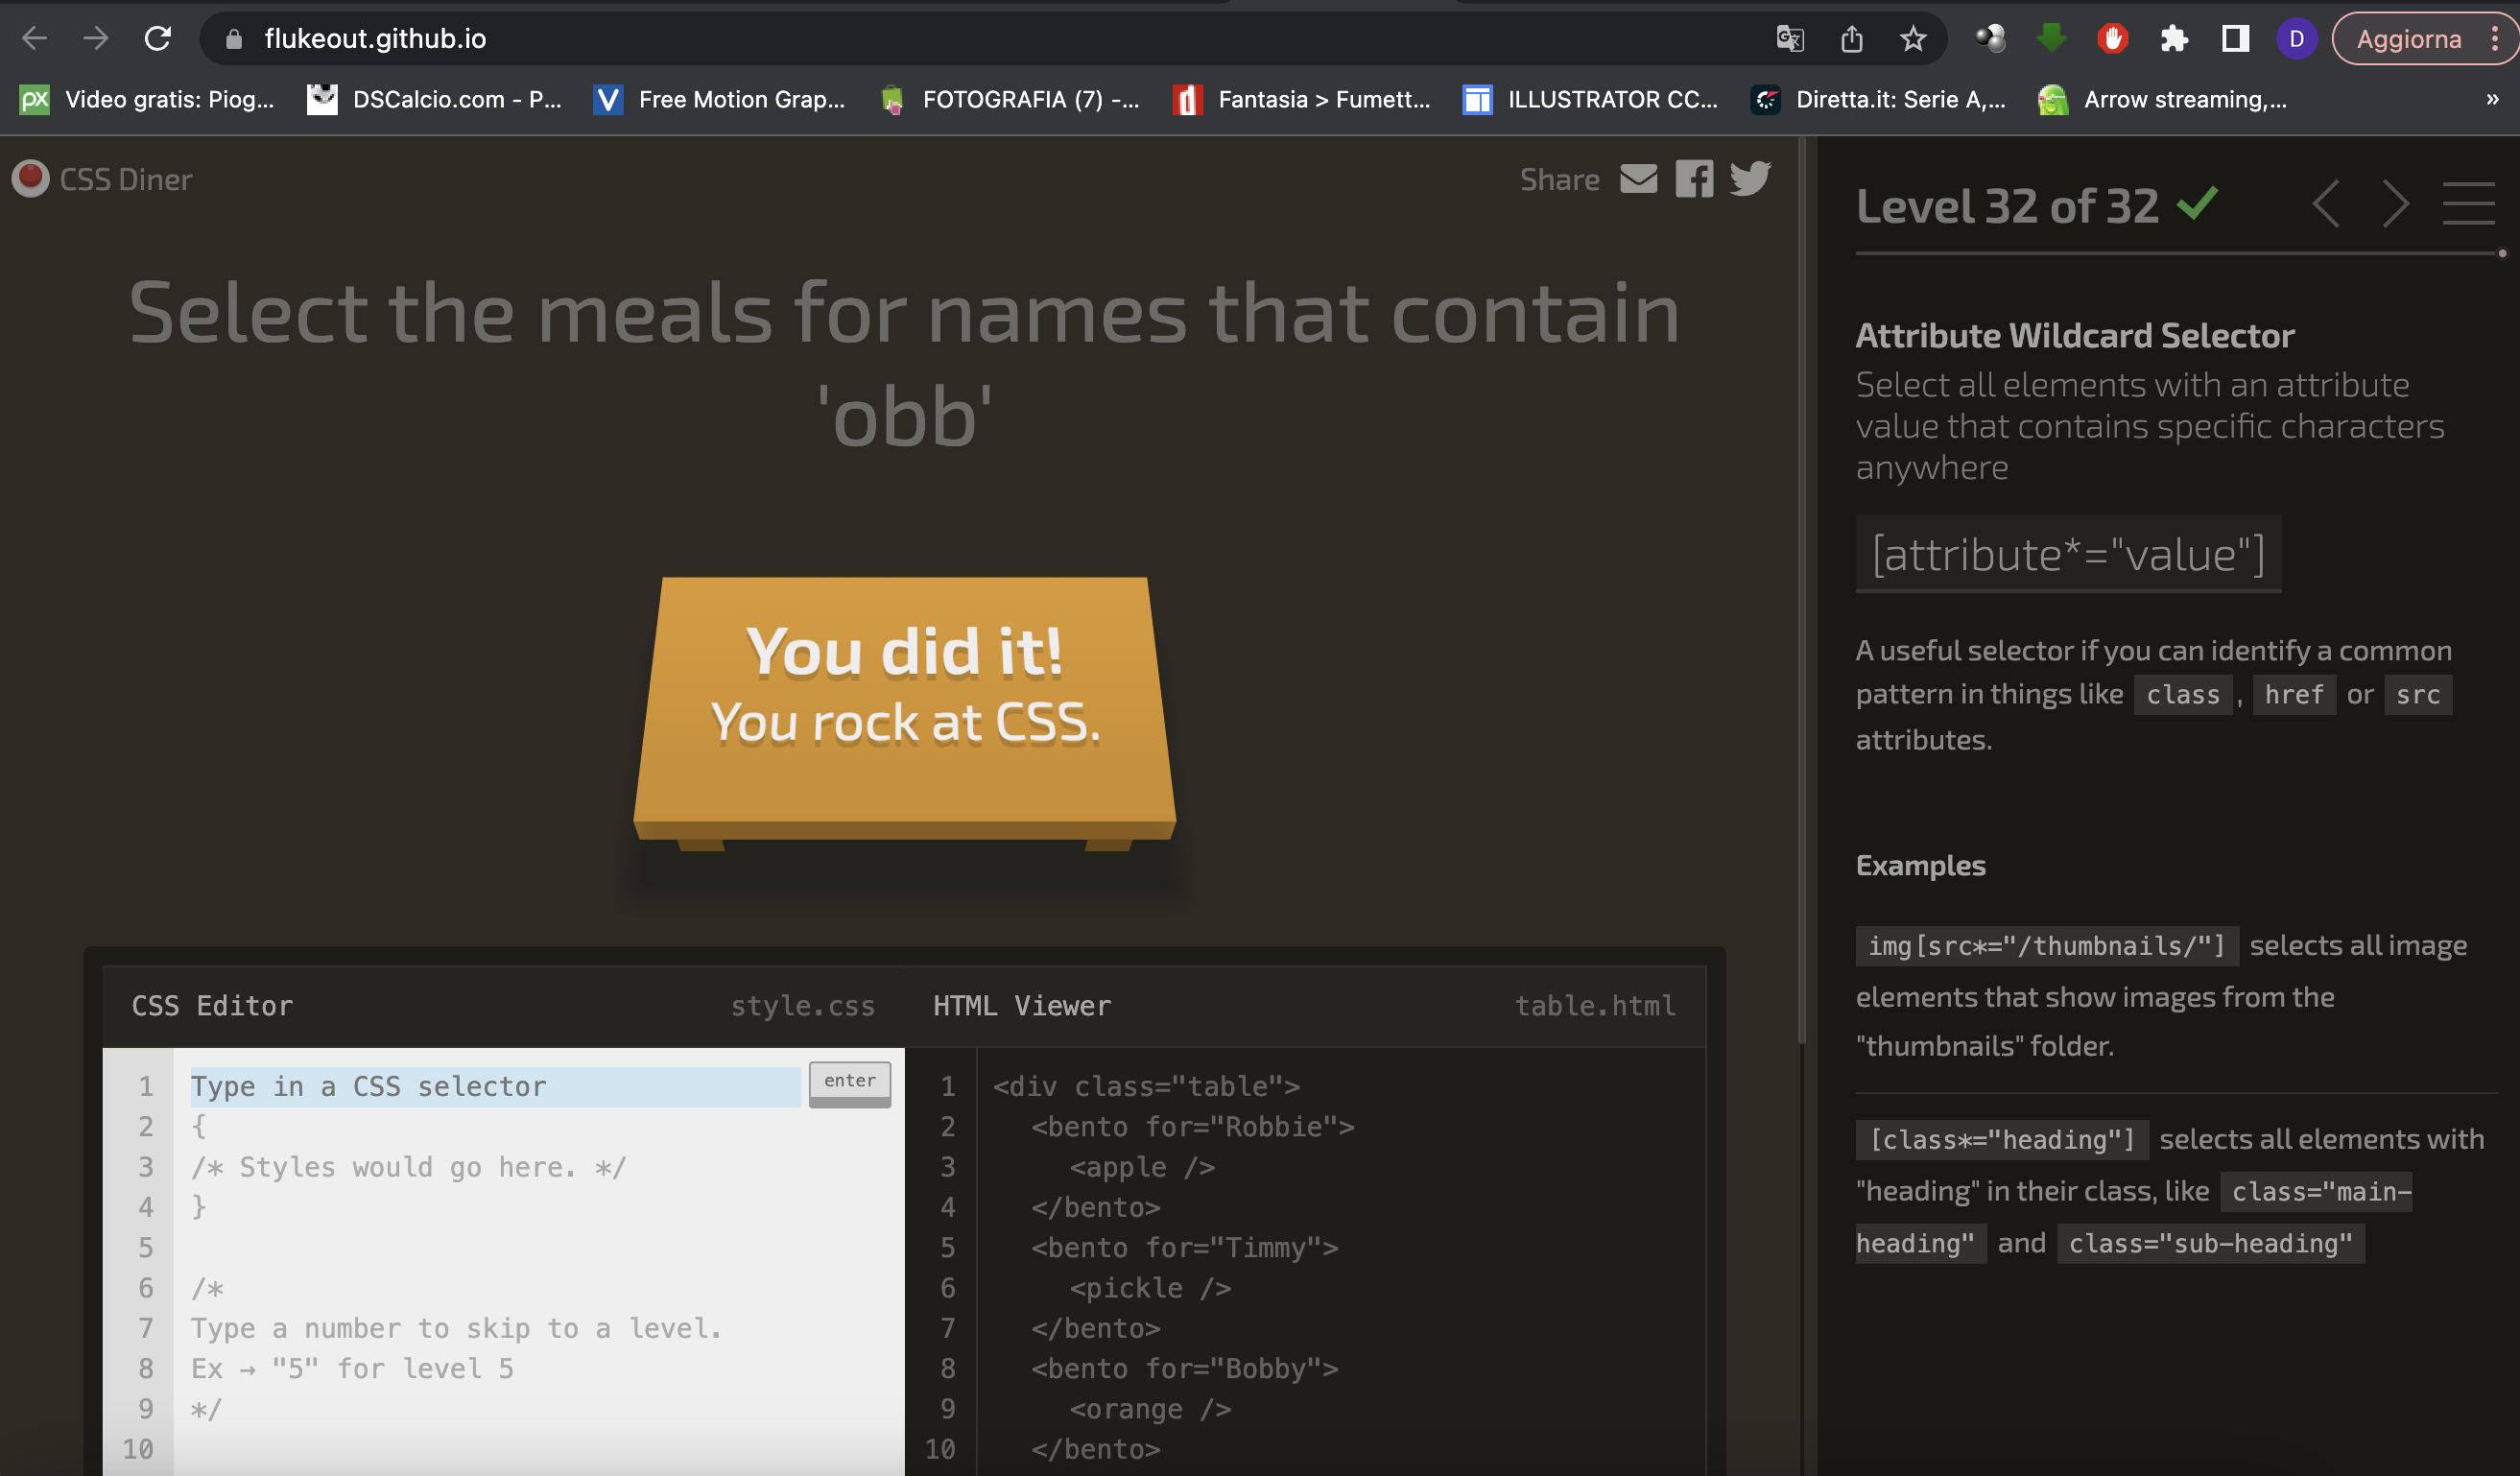 flukeout.github.io
D
Aggiorna
Video gratis: Piog...
DSCalcio.com - P...
Free Motion Grap...
FOTOGRAFIA (7) -...
Fantasia > Fumett...
ILLUSTRATOR CC...
Diretta.it: Serie A,...
Arrow streaming,...
»
CSS Diner
Share
Select the meals for names that contain
'obb'
You did it!
You rock at CSS.
CSS Editor
style.css
1 Type in a CSS selector
enter
2 {
3 /* Styles would go here. */
4 }
5
6 /*
7 Type a number to skip to a level.
8 Ex → "5" for level 5
9 */
10
HTML Viewer
table.html
1 <div class="table">
2 <bento for="Robbie">
3 <apple />
4 </bento>
5 <bento for="Timmy">
6 <pickle />
7 </bento>
8 <bento for="Bobby">
9 <orange />
10 </bento>
Level 32 of 32
Attribute Wildcard Selector
Select all elements with an attribute
value that contains specific characters
anywhere
[attribute*="value"]
A useful selector if you can identify a common
pattern in things like class , href or src
attributes.
Examples
img[src*="/thumbnails/"] selects all image
elements that show images from the
"thumbnails" folder.
[class*="heading"] selects all elements with
"heading" in their class, like class="main-
heading" and class="sub-heading"